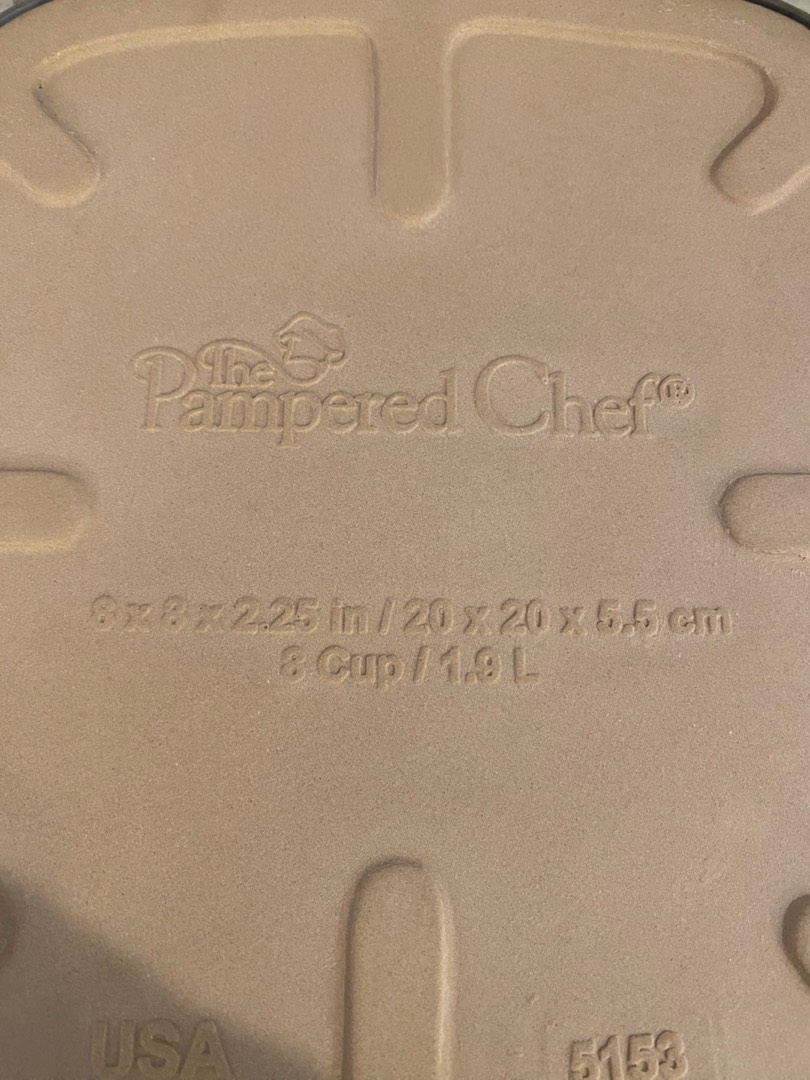 The
Pampered Chef®
8 x 8 x 2.25 in / 20 x 20 x 5.5 cm
8 Cup / 1.9 L
USA
5153